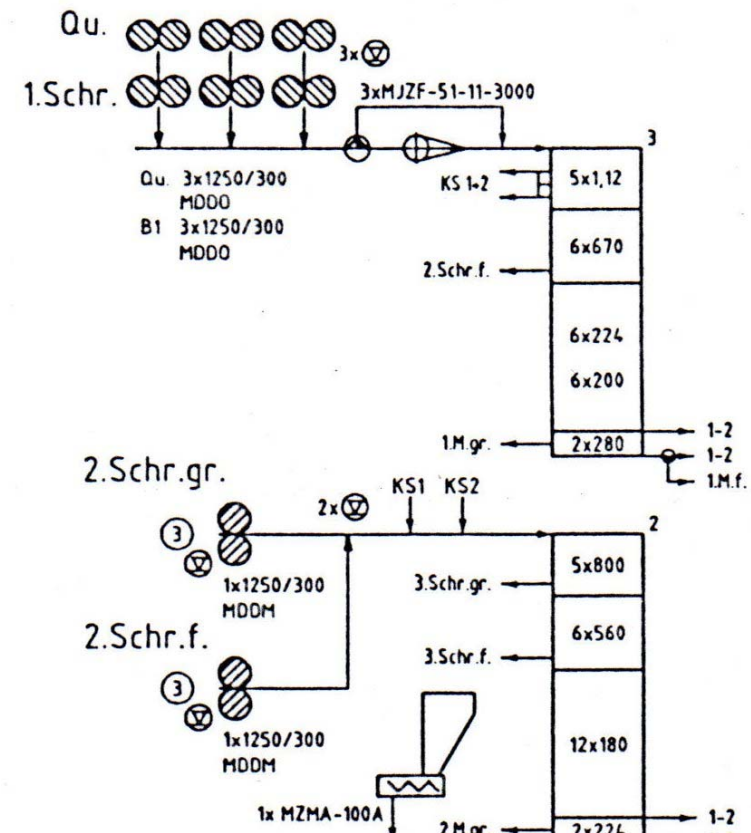 Qu.
3x
1.Schr.
3xMJZF-51-11-3000
3
Qu. 3x1250/300
MDDO
B1 3x1250/300
MDDO
KS 1+2
5x1,12
6x670
2.Schr.f.
6x224
6x200
1-2
1.M.gr.
2x280
1-2
1.M.f.
2.Schr.gr.
KS1 KS2
2x
2
3
5x800
1x1250/300
MDDM
3.Schr.gr.
2.Schr.f.
6x560
3.Schr.f.
3
1x1250/300
MDDM
12x180
1x MZMA-100A
1-2
2.M.gr.
2x224